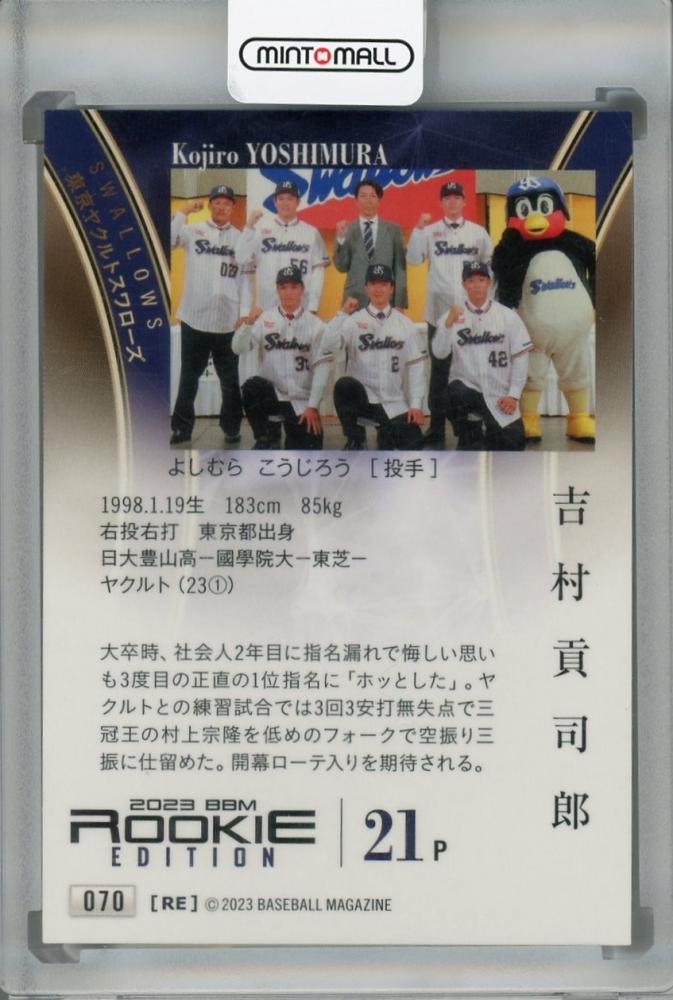 MINTOMALL
Kojiro YOSHIMURA
SWALLOWS
東京ヤクルトスワローズ
Swallows
Swallows
56
Swallows
Swallows
Swallows
Swallows
2
Swallows
42
よしむら こうじろう [投手]
1998.1.19生 183cm 85kg
右投右打 東京都出身
日大豊山高ー國學院大ー東芝ー
ヤクルト(23①)
吉村貢司郎
大卒時、社会人2年目に指名漏れで悔しい思い
も3度目の正直の1位指名に「ホッとした」。ヤ
クルトとの練習試合では3回3安打無失点で三
冠王の村上宗隆を低めのフォークで空振り三
振に仕留めた。開幕ローテ入りを期待される。
2023 BBM
ROOKIE
EDITION
21 P
070 [RE] ©2023 BASEBALL MAGAZINE